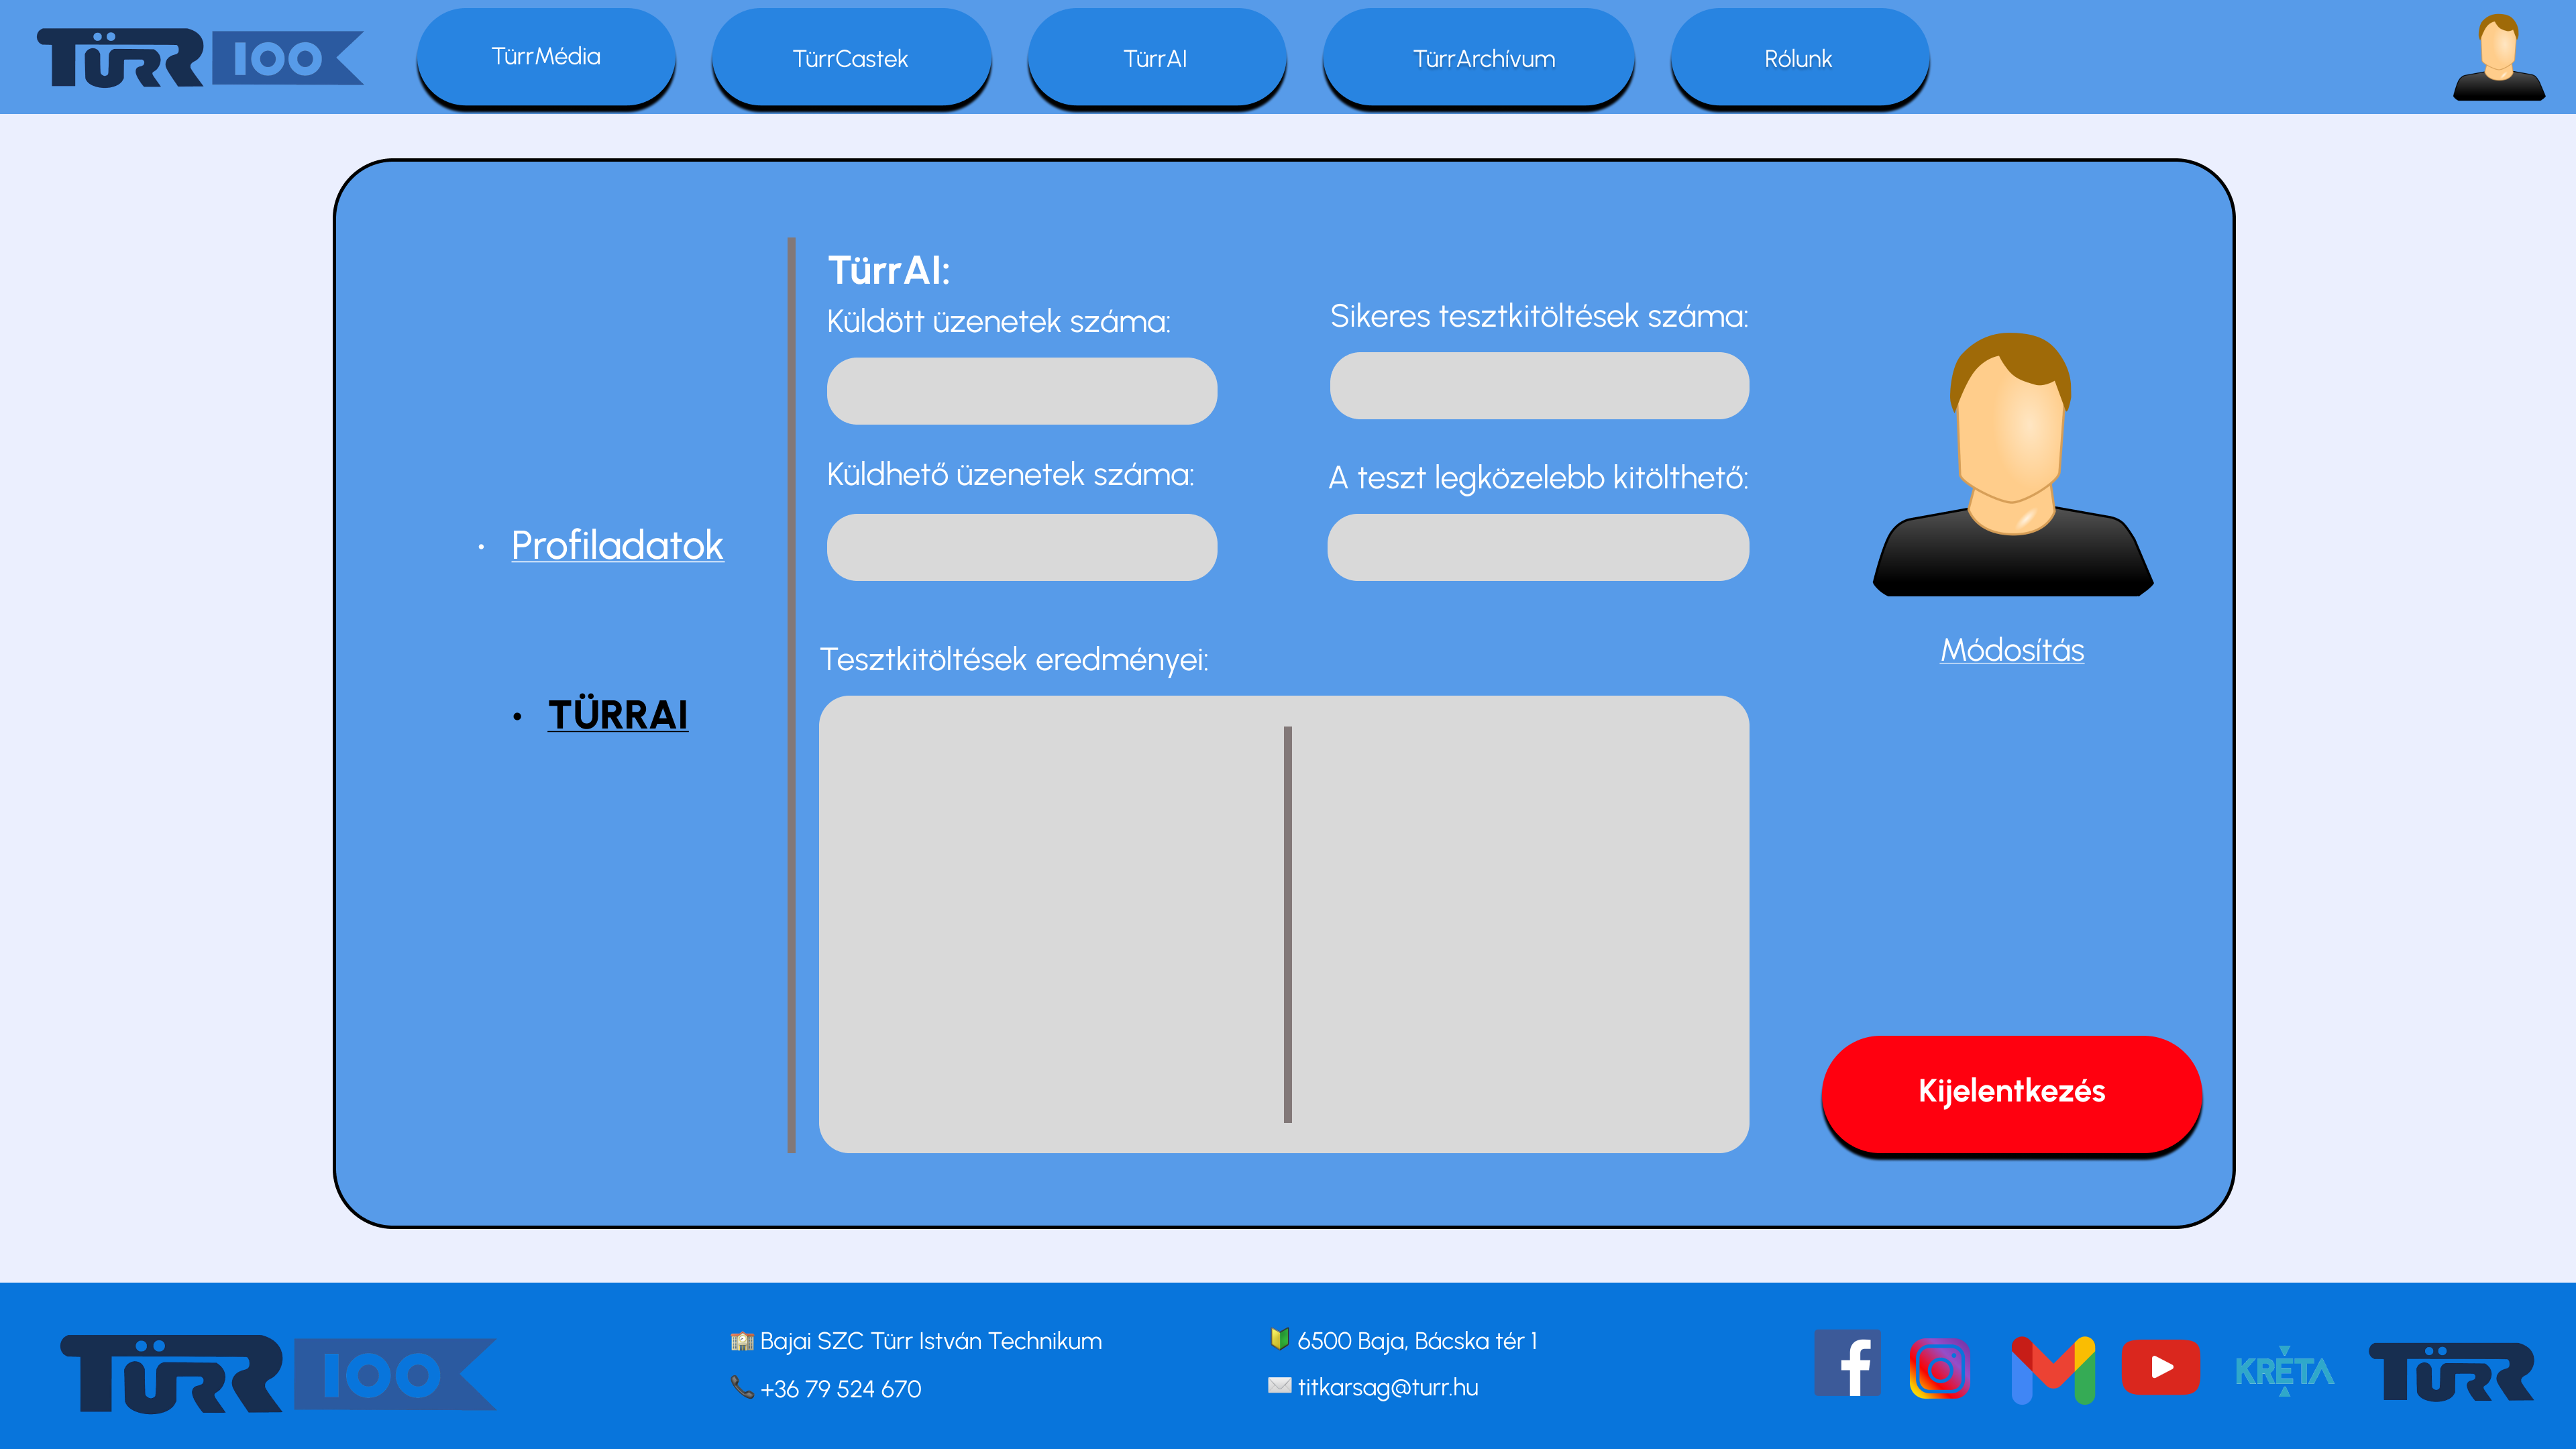 TÜRR 100
TürrMédia
TürrCastek
TürrAI
TürrArchívum
Rólunk
TürrAI:
Küldött üzenetek száma:
Sikeres tesztkitöltések száma:
Küldhető üzenetek száma:
A teszt legközelebb kitölthető:
• Profiladatok
• TÜRRAI
Tesztkitöltések eredményei:
Módosítás
Kijelentkezés
TÜRR 100
Bajai SZC Türr István Technikum
+36 79 524 670
6500 Baja, Bácska tér 1
titkarsag@turr.hu
KRÉTA
TÜRR